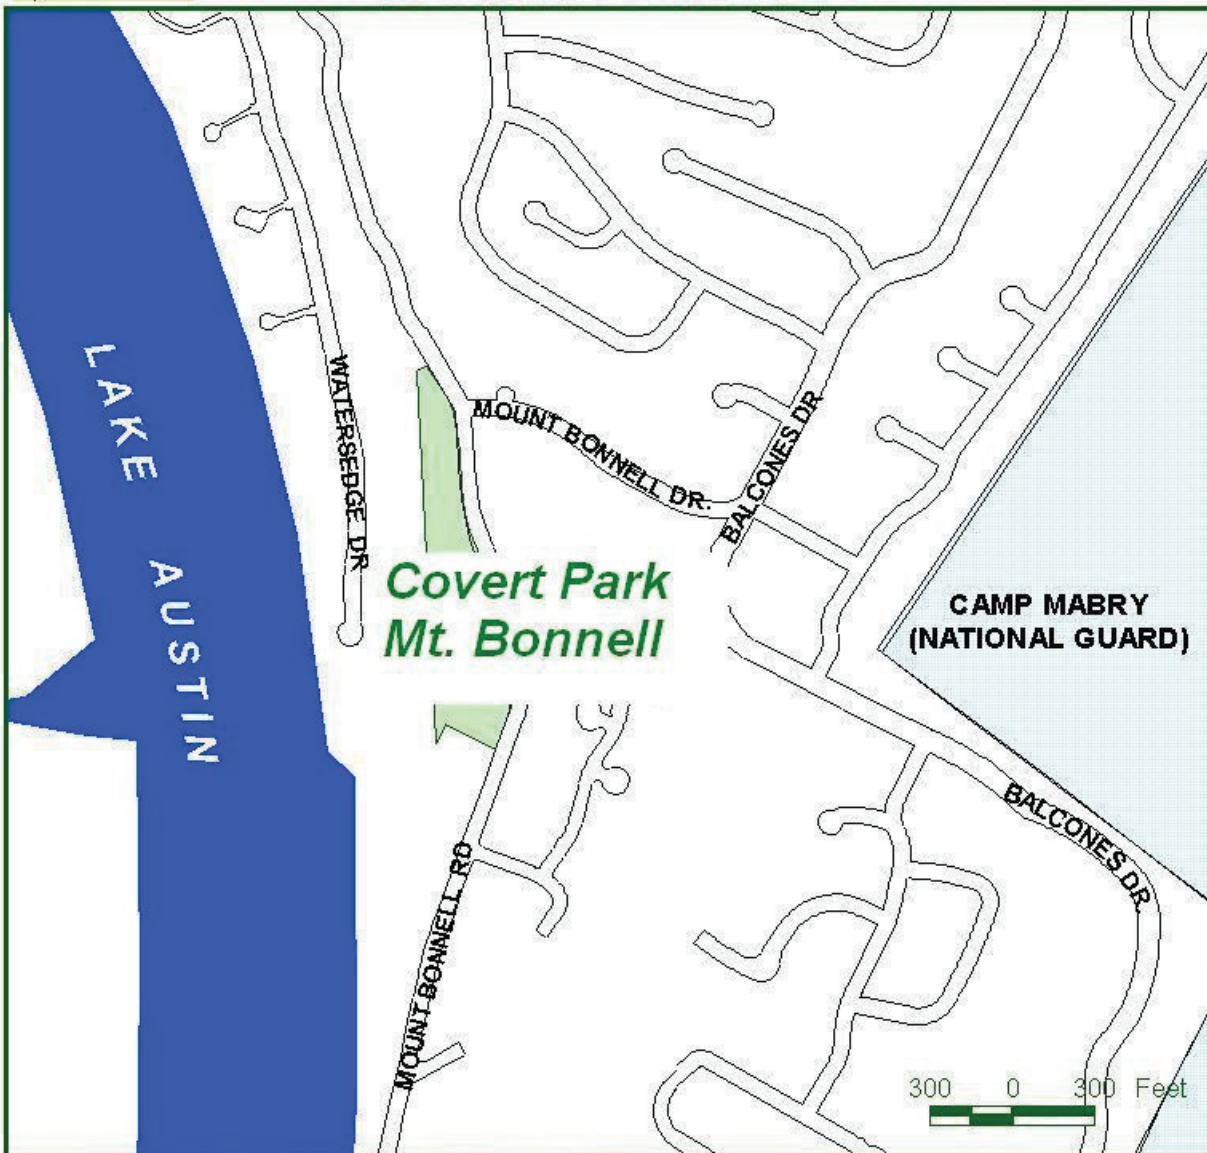 LAKE AUSTIN
WATERSEDGE DR
MOUNT BONNELL DR.
BALCONES DR
Covert Park
Mt. Bonnell
CAMP MABRY
(NATIONAL GUARD)
BALCONES DR.
MOUNT BONNELL RD
300 0 300 Feet